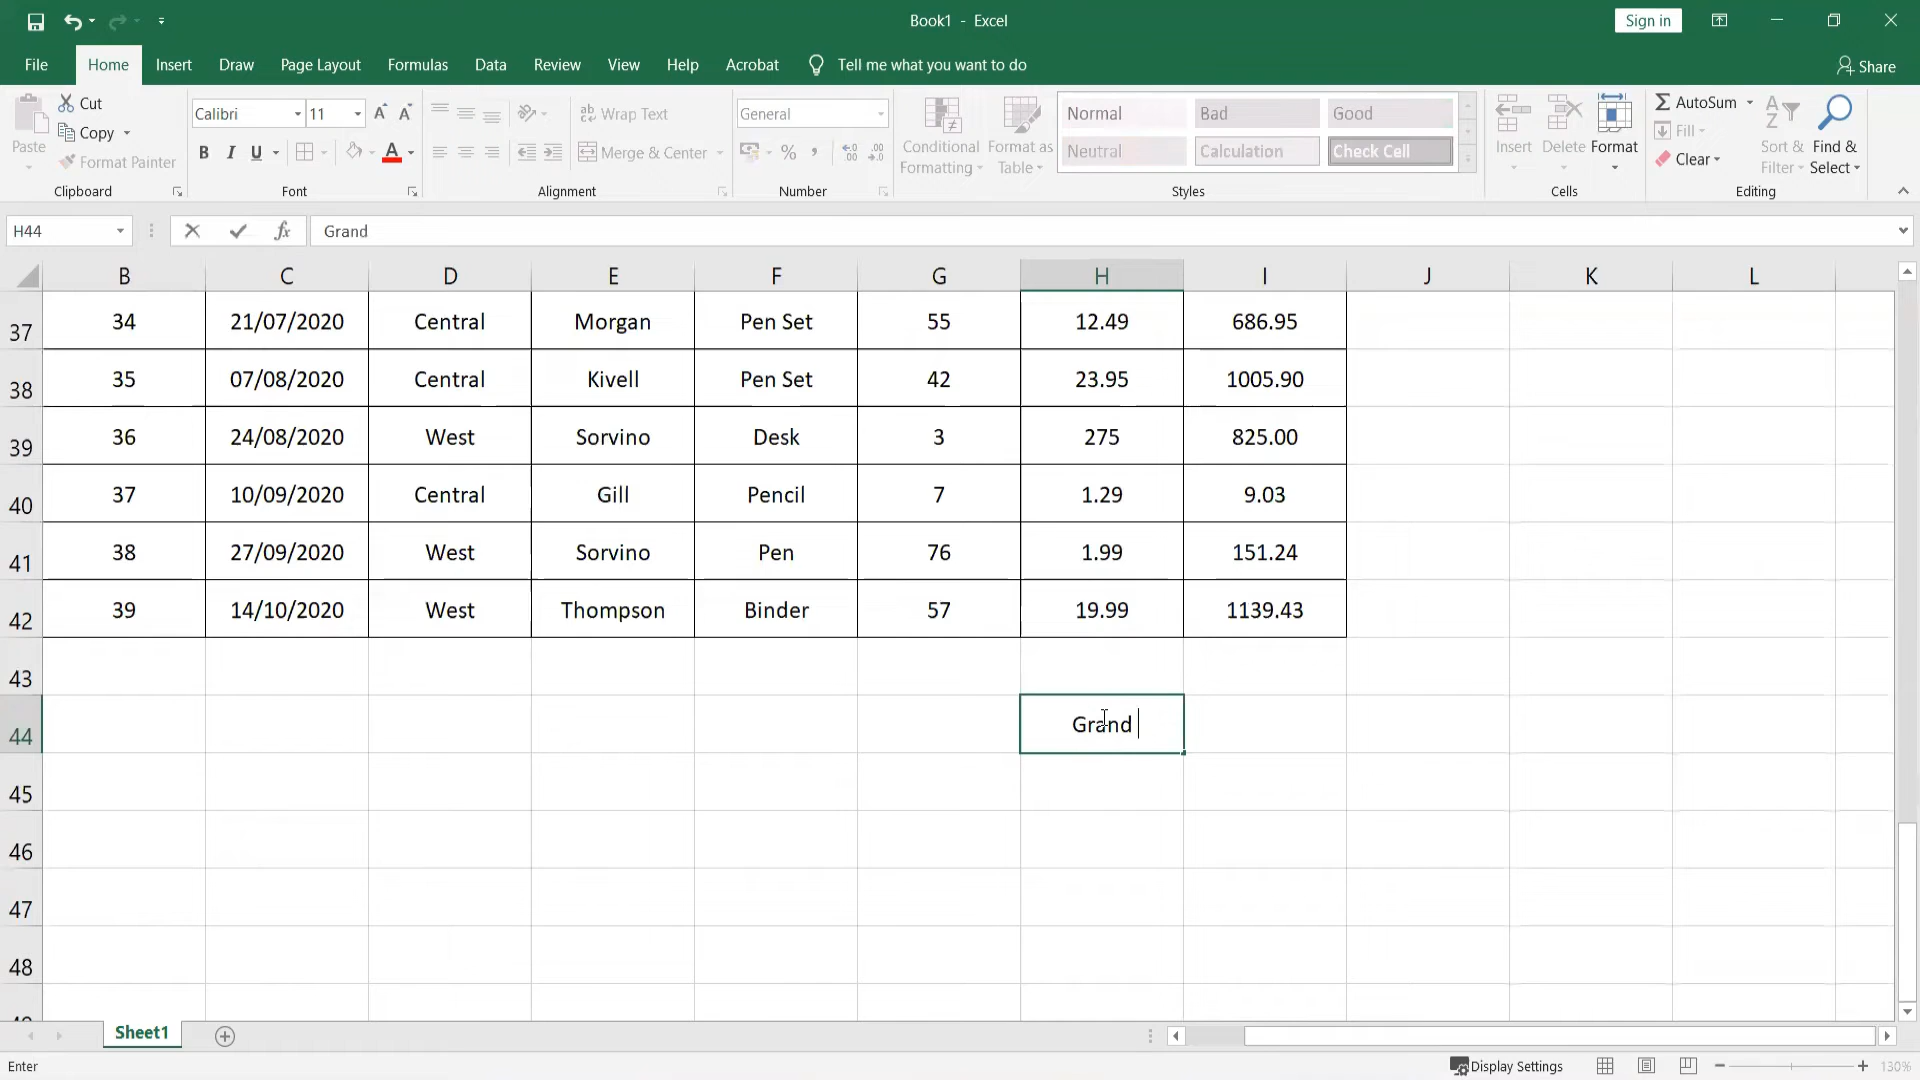 Book1 - Excel
Sign in
File Home Insert Draw Page Layout Formulas Data Review View Help Acrobat Tell me what you want to do Share
Paste
Cut
Copy
Format Painter
Clipboard
Calibri 11
A A
B I U A
Font
ab Wrap Text
Merge & Center
Alignment
General
% ,
Number
Conditional Formatting
Format as Table
Normal Bad Good
Neutral Calculation Check Cell
Styles
Insert Delete Format
Cells
Σ AutoSum
Fill
Clear
Sort & Filter
Find & Select
Editing
H44 fx Grand
B C D E F G H I J K L
37 34 21/07/2020 Central Morgan Pen Set 55 12.49 686.95
38 35 07/08/2020 Central Kivell Pen Set 42 23.95 1005.90
39 36 24/08/2020 West Sorvino Desk 3 275 825.00
40 37 10/09/2020 Central Gill Pencil 7 1.29 9.03
41 38 27/09/2020 West Sorvino Pen 76 1.99 151.24
42 39 14/10/2020 West Thompson Binder 57 19.99 1139.43
43
44 Grand
45
46
47
48
Sheet1
Enter Display Settings 130%